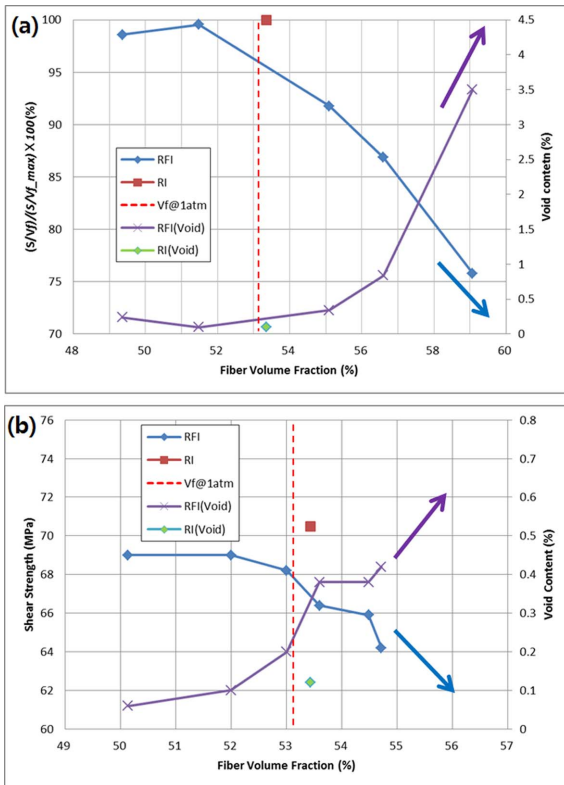 (a)
100
95
90
85
80
75
70
(S/Vf)/(S/Vf_max) X 100(%)
RFI
RI
Vf@1atm
RFI(Void)
RI(Void)
4.5
4
3.5
3
2.5
2
1.5
1
0.5
0
Void contetn (%)
48 50 52 54 56 58 60
Fiber Volume Fraction (%)
(b)
76
74
72
70
68
66
64
62
60
Shear Strength (MPa)
RFI
RI
Vf@1atm
RFI(Void)
RI(Void)
0.8
0.7
0.6
0.5
0.4
0.3
0.2
0.1
0
Void Content (%)
49 50 51 52 53 54 55 56 57
Fiber Volume Fraction (%)